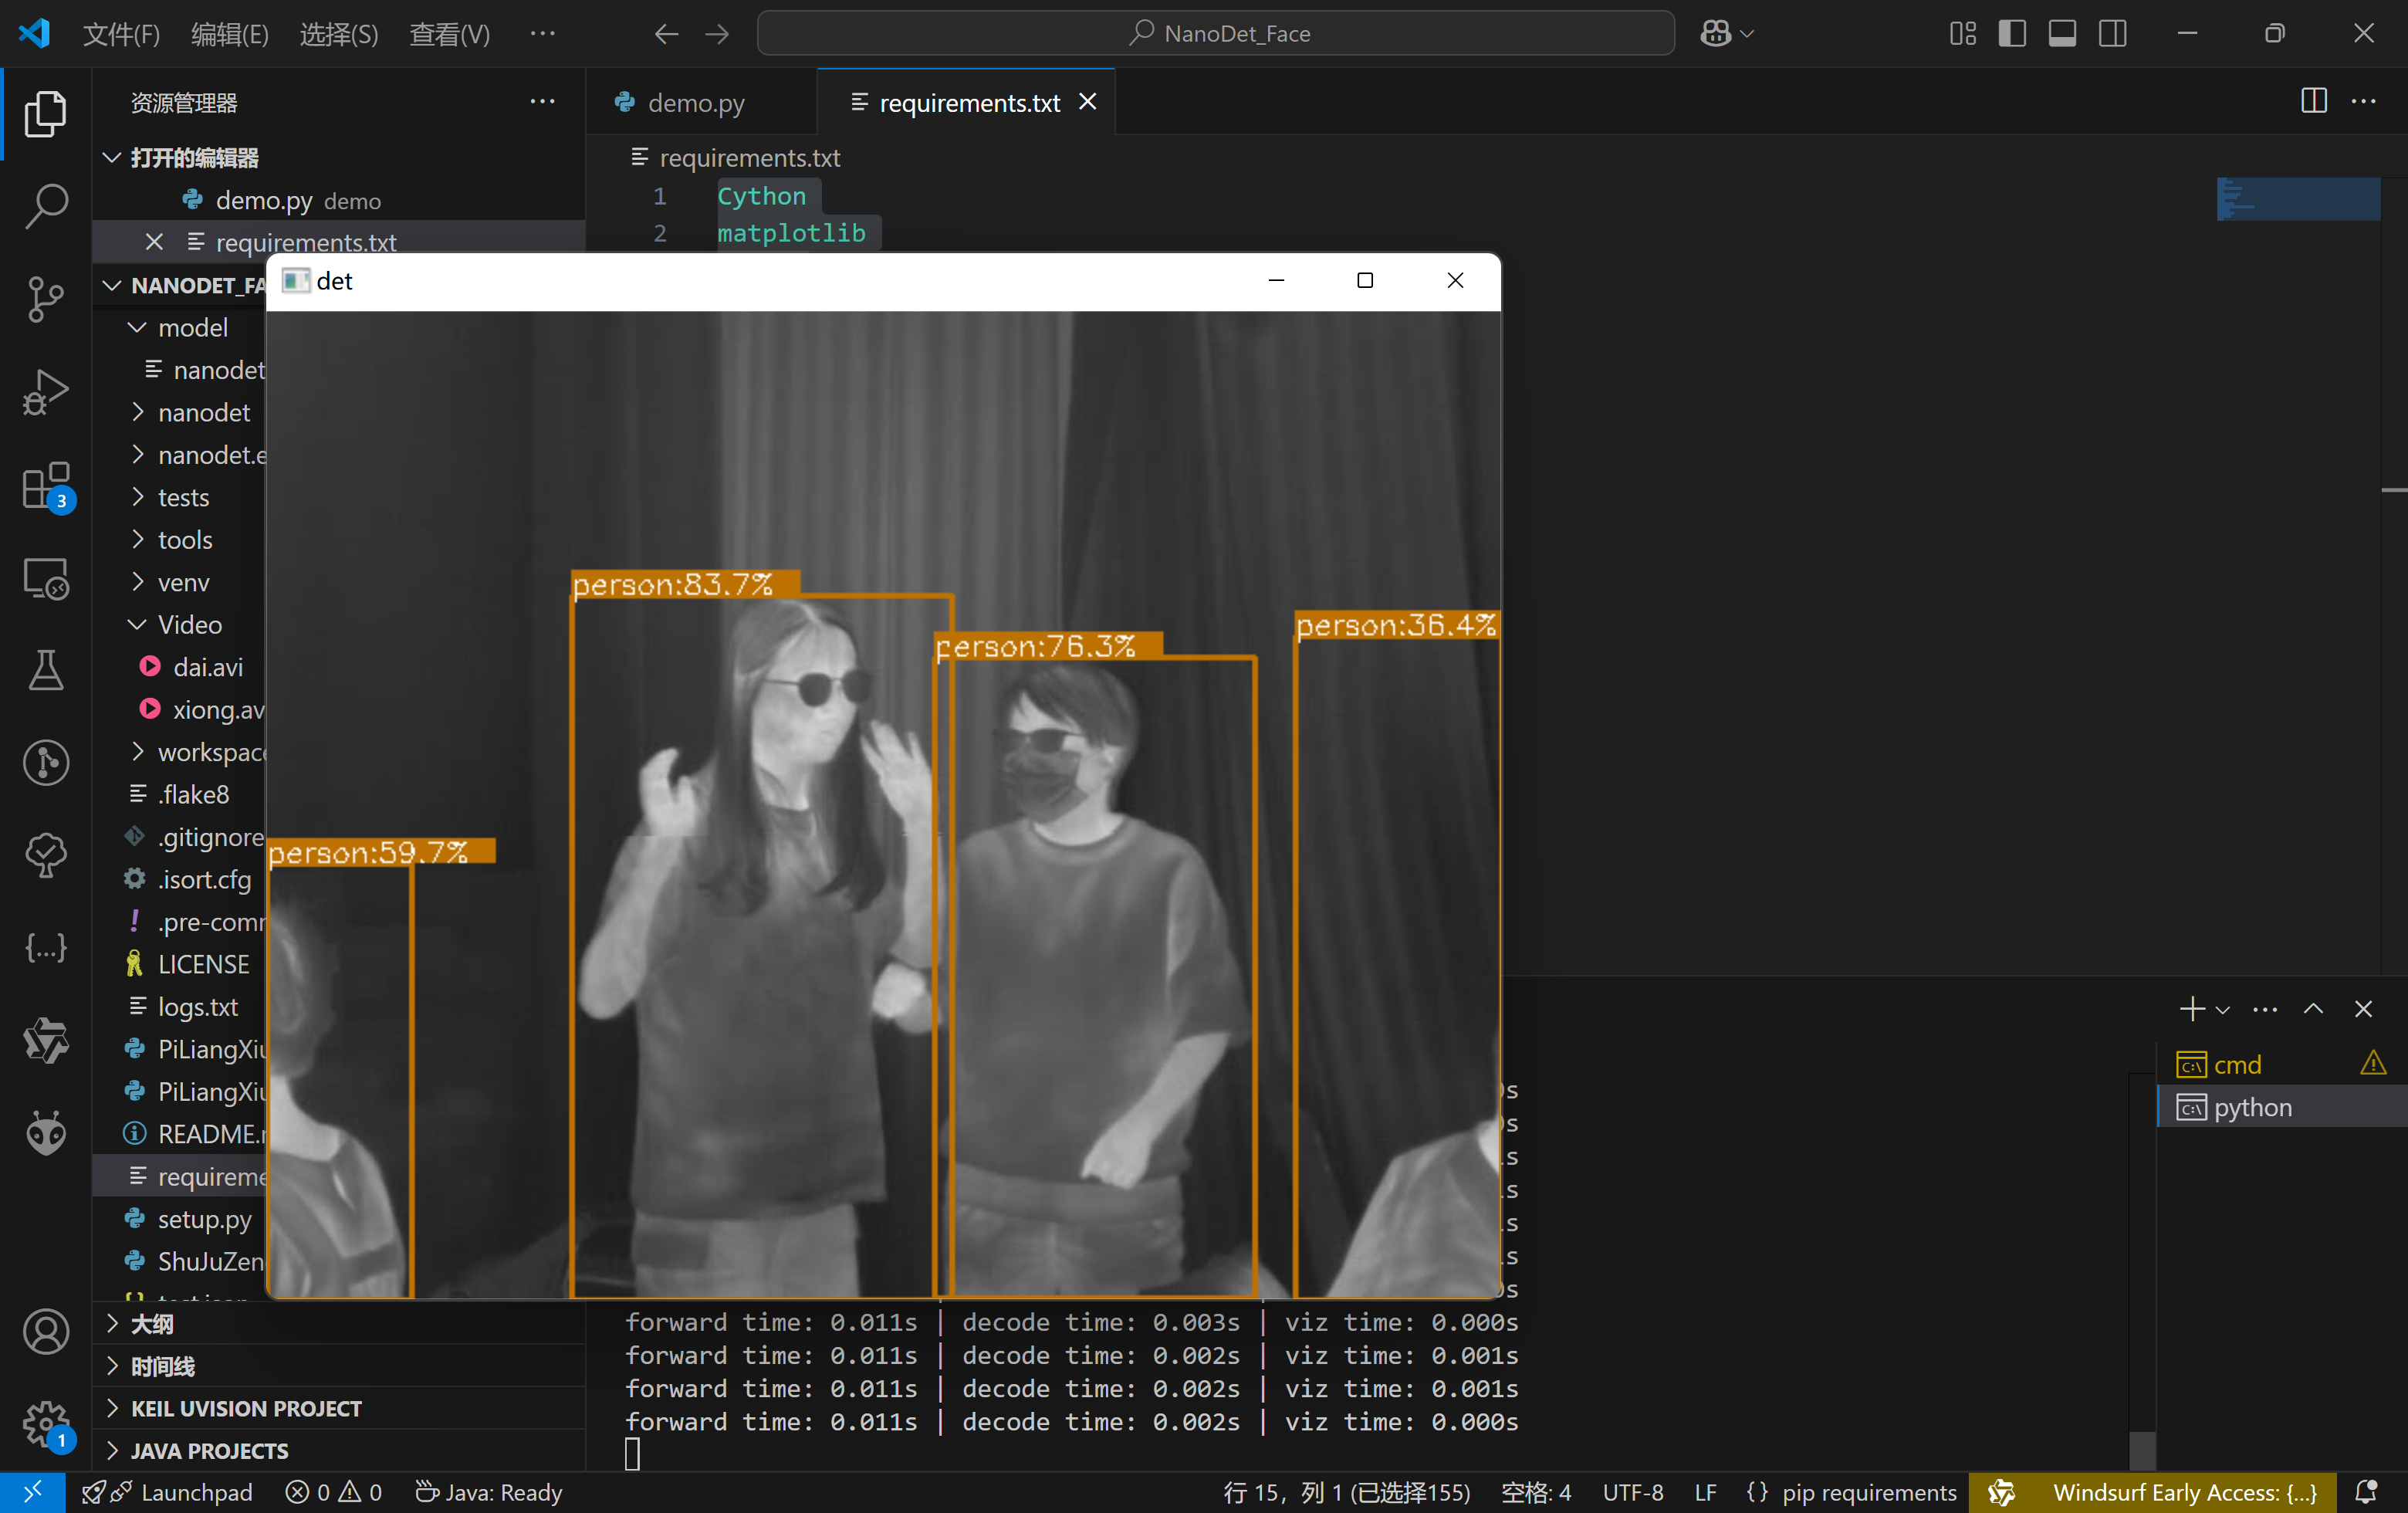 文件(F) 编辑(E) 选择(S) 查看(V) ··· NanoDet_Face
资源管理器 ···
打开的编辑器
demo.py demo
requirements.txt
NANODET_FA
model
nanodet
nanodet
nanodet.e
tests
tools
venv
Video
dai.avi
xiong.av
workspace
.flake8
.gitignore
.isort.cfg
.pre-comm
LICENSE
logs.txt
PiLiangXiu
PiLiangXiu
README.m
requireme
setup.py
ShuJuZen
大纲
时间线
KEIL UVISION PROJECT
JAVA PROJECTS
3
{...}
1
demo.py requirements.txt
requirements.txt
1 Cython
2 matplotlib
det
person:83.7%
person:76.3%
person:36.4%
person:59.7%
s
s
s
s
s
s
s
forward time: 0.011s | decode time: 0.003s | viz time: 0.000s
forward time: 0.011s | decode time: 0.002s | viz time: 0.001s
forward time: 0.011s | decode time: 0.002s | viz time: 0.001s
forward time: 0.011s | decode time: 0.002s | viz time: 0.000s
cmd
python
Launchpad 0 0 Java: Ready 行 15，列 1 (已选择155) 空格: 4 UTF-8 LF {} pip requirements Windsurf Early Access: {...}